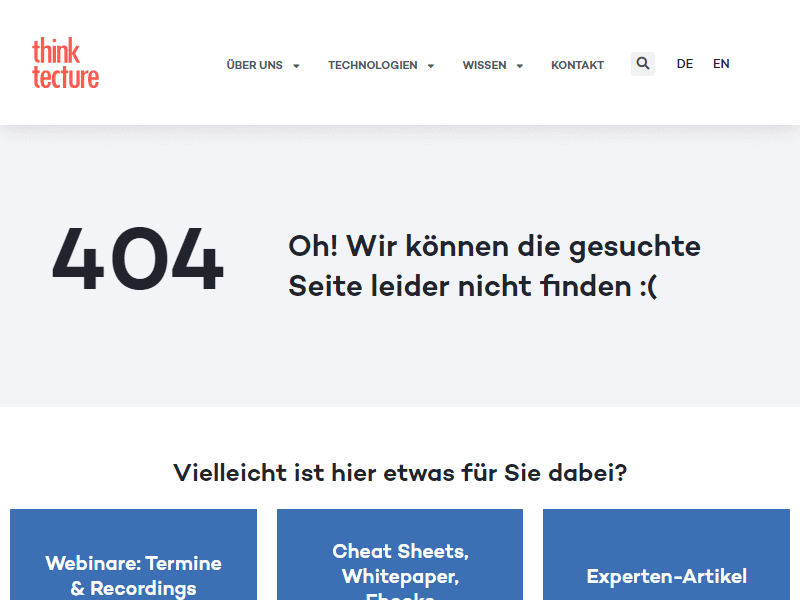 think
tecture
ÜBER UNS
TECHNOLOGIEN
WISSEN
KONTAKT
DE
EN
404
Oh! Wir können die gesuchte
Seite leider nicht finden :(
Vielleicht ist hier etwas für Sie dabei?
Webinare: Termine
& Recordings
Cheat Sheets,
Whitepaper,
Ebooks
Experten-Artikel